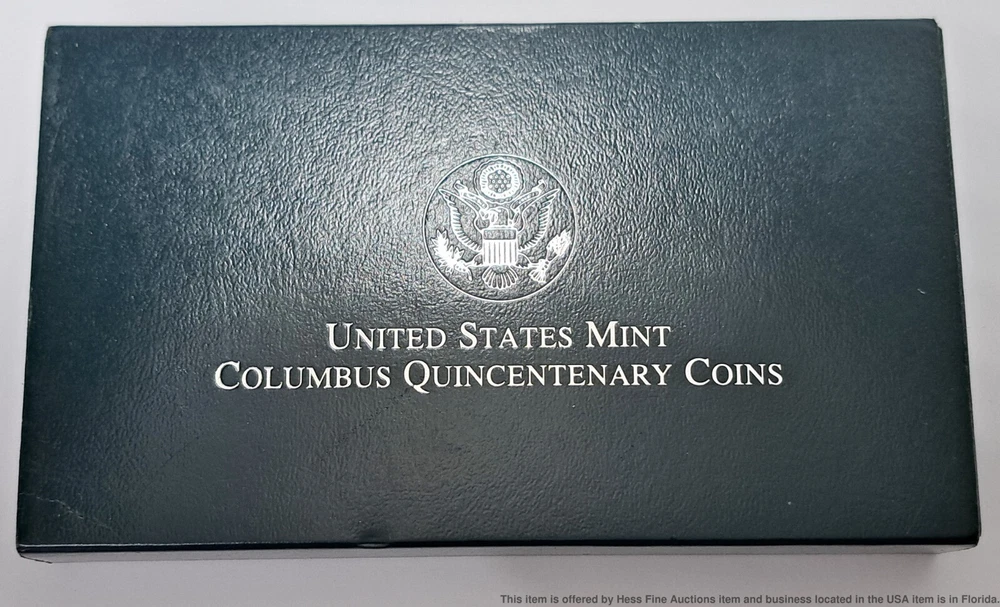 United States Mint
Columbus Quincentenary Coins
This item is offered by Hess Fine Auctions item and business located in the USA item is in Florida.